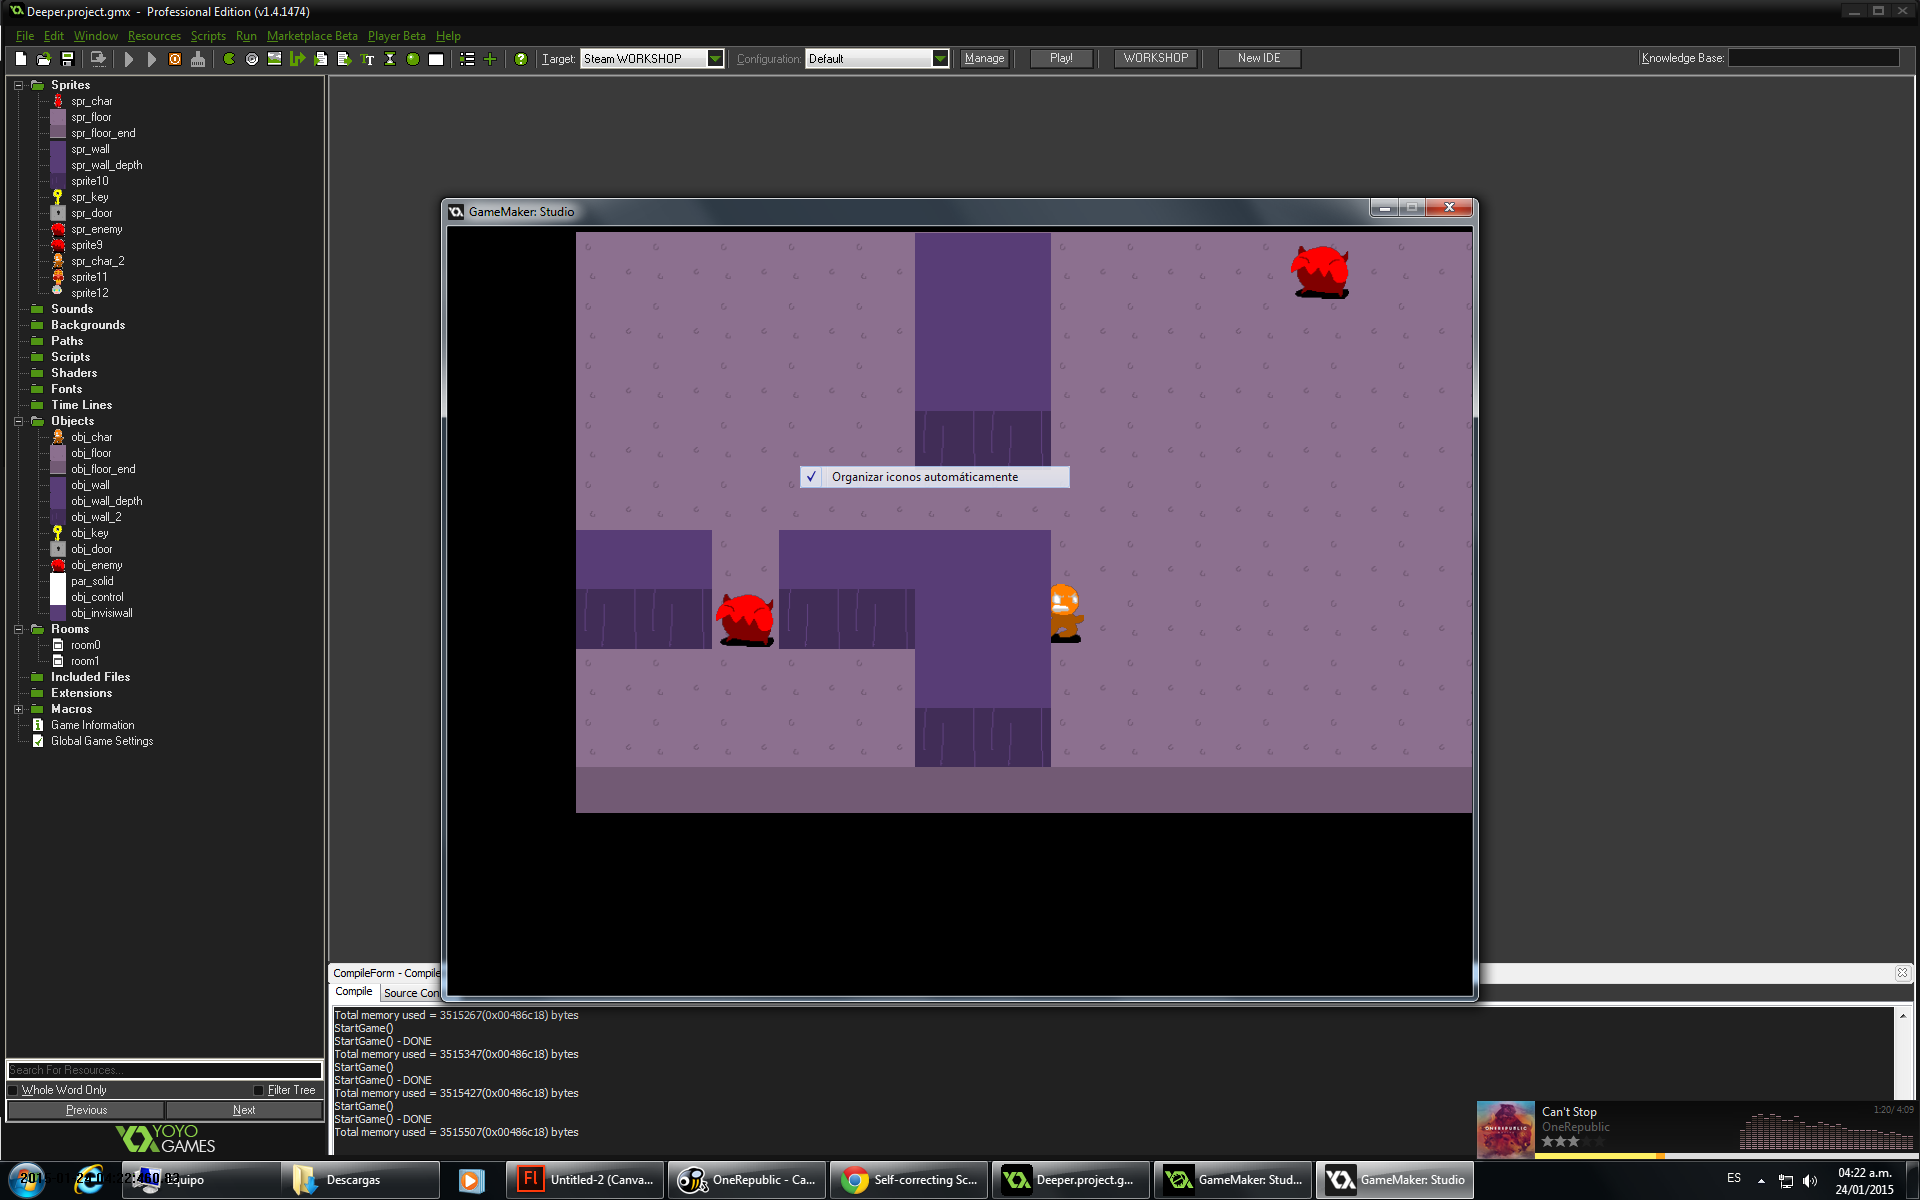 Deeper.project.gmx - Professional Edition (v1.4.1474)
File Edit Window Resources Scripts Run Marketplace Beta Player Beta Help
Target: Steam WORKSHOP Configuration: Default Manage Play! WORKSHOP New IDE Knowledge Base:
Sprites
spr_char
spr_floor
spr_floor_end
spr_wall
spr_wall_depth
sprite10
spr_key
spr_door
spr_enemy
sprite9
spr_char_2
sprite11
sprite12
Sounds
Backgrounds
Paths
Scripts
Shaders
Fonts
Time Lines
Objects
obj_char
obj_floor
obj_floor_end
obj_wall
obj_wall_depth
obj_wall_2
obj_key
obj_door
obj_enemy
par_solid
obj_control
obj_invisiwall
Rooms
room0
room1
Included Files
Extensions
Macros
Game Information
Global Game Settings
Search For Resources...
Whole Word Only Filter Tree
Previous Next
YOYO
GAMES
GameMaker: Studio
Organizar iconos automáticamente
CompileForm - Compile
Compile Source Con
Total memory used = 3515267(0x00486c18) bytes
StartGame()
StartGame() - DONE
Total memory used = 3515347(0x00486c18) bytes
StartGame()
StartGame() - DONE
Total memory used = 3515427(0x00486c18) bytes
StartGame()
StartGame() - DONE
Total memory used = 3515507(0x00486c18) bytes
Can't Stop 1:20/ 4:09
OneRepublic
ONEREPUBLIC
Descargas
Fl Untitled-2 (Canva...
OneRepublic - Ca...
Self-correcting Sc...
Deeper.project.g...
GameMaker: Stud...
GameMaker: Studio
ES
04:22 a.m.
24/01/2015